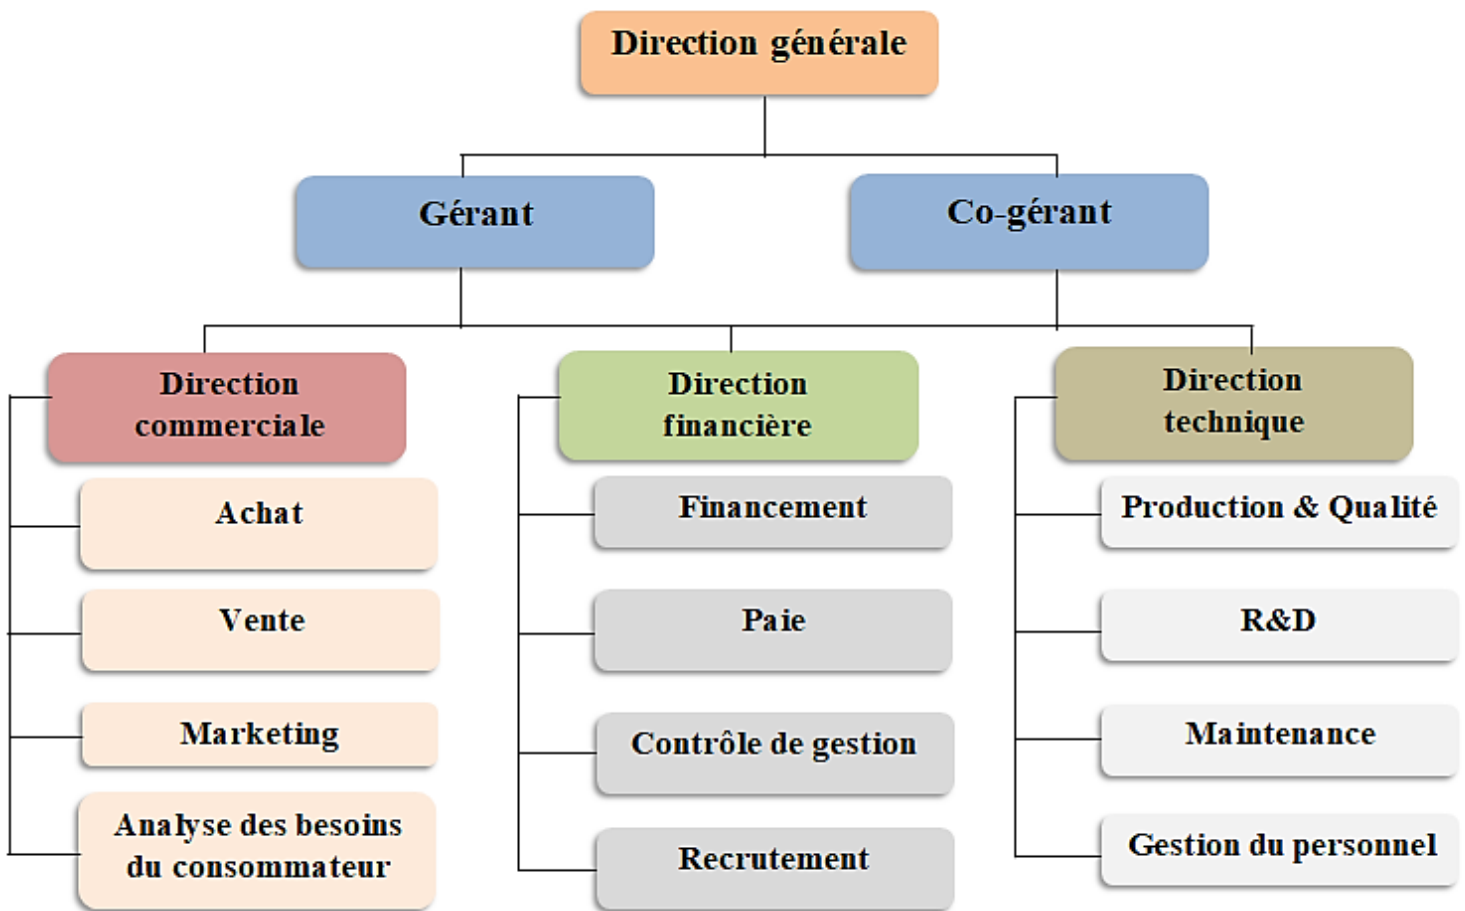 Direction générale
Gérant
Co-gérant
Direction
commerciale
Achat
Vente
Marketing
Analyse des besoins
du consommateur
Direction
financière
Financement
Paie
Contrôle de gestion
Recrutement
Direction
technique
Production & Qualité
R&D
Maintenance
Gestion du personnel